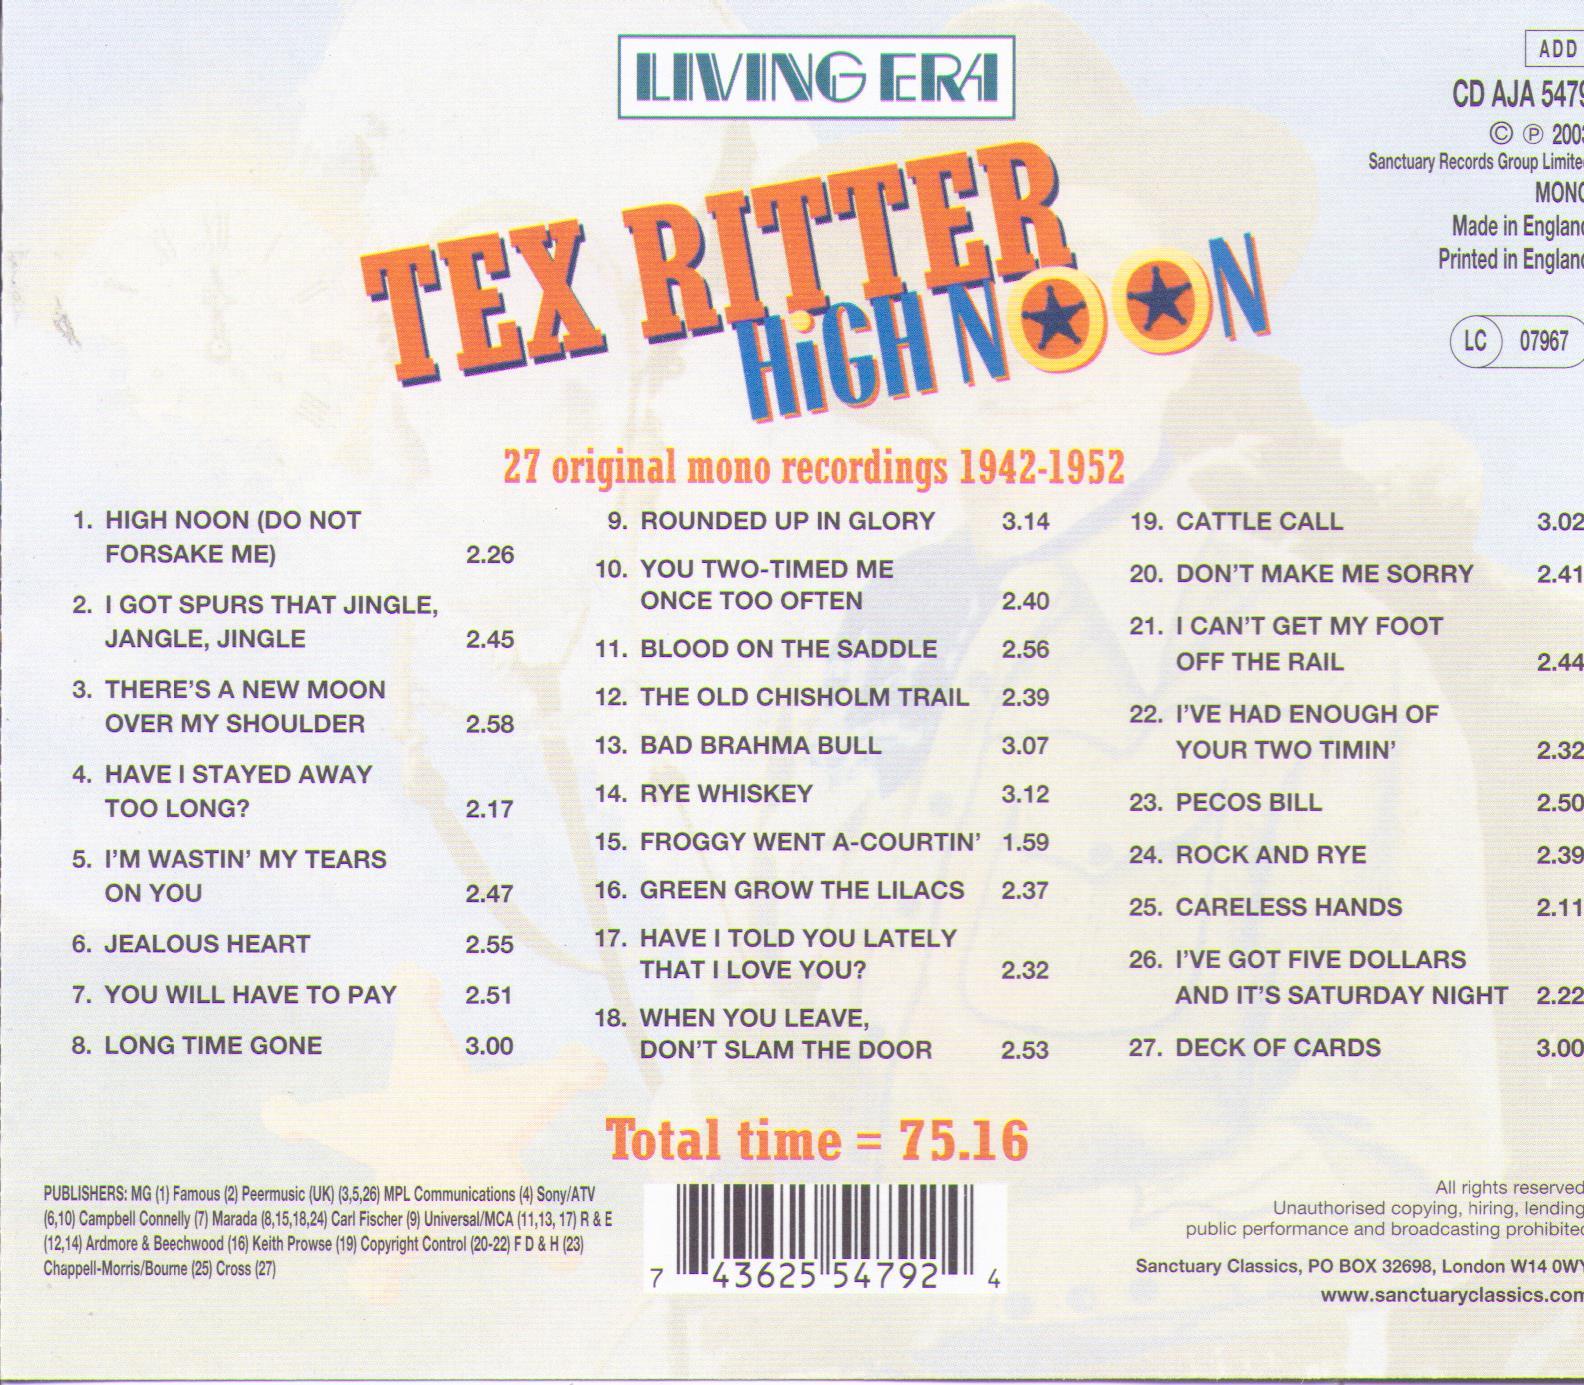 LIVING ERA
ADD
CD AJA 5479
© ℗ 2003
Sanctuary Records Group Limited
MONO
Made in England
Printed in England
LC 07967
TEX RITTER
HiGH NOON
27 original mono recordings 1942-1952
1. HIGH NOON (DO NOT
FORSAKE ME) 2.26
2. I GOT SPURS THAT JINGLE,
JANGLE, JINGLE 2.45
3. THERE'S A NEW MOON
OVER MY SHOULDER 2.58
4. HAVE I STAYED AWAY
TOO LONG? 2.17
5. I'M WASTIN' MY TEARS
ON YOU 2.47
6. JEALOUS HEART 2.55
7. YOU WILL HAVE TO PAY 2.51
8. LONG TIME GONE 3.00
9. ROUNDED UP IN GLORY 3.14
10. YOU TWO-TIMED ME
ONCE TOO OFTEN 2.40
11. BLOOD ON THE SADDLE 2.56
12. THE OLD CHISHOLM TRAIL 2.39
13. BAD BRAHMA BULL 3.07
14. RYE WHISKEY 3.12
15. FROGGY WENT A-COURTIN' 1.59
16. GREEN GROW THE LILACS 2.37
17. HAVE I TOLD YOU LATELY
THAT I LOVE YOU? 2.32
18. WHEN YOU LEAVE,
DON'T SLAM THE DOOR 2.53
19. CATTLE CALL 3.02
20. DON'T MAKE ME SORRY 2.41
21. I CAN'T GET MY FOOT
OFF THE RAIL 2.44
22. I'VE HAD ENOUGH OF
YOUR TWO TIMIN' 2.32
23. PECOS BILL 2.50
24. ROCK AND RYE 2.39
25. CARELESS HANDS 2.11
26. I'VE GOT FIVE DOLLARS
AND IT'S SATURDAY NIGHT 2.22
27. DECK OF CARDS 3.00
Total time = 75.16
PUBLISHERS: MG (1) Famous (2) Peermusic (UK) (3,5,26) MPL Communications (4) Sony/ATV
(6,10) Campbell Connelly (7) Marada (8,15,18,24) Carl Fischer (9) Universal/MCA (11,13, 17) R & E
(12,14) Ardmore & Beechwood (16) Keith Prowse (19) Copyright Control (20-22) F D & H (23)
Chappell-Morris/Bourne (25) Cross (27)
7 43625 54792 4
All rights reserved
Unauthorised copying, hiring, lending
public performance and broadcasting prohibited
Sanctuary Classics, PO BOX 32698, London W14 0WY
www.sanctuaryclassics.com